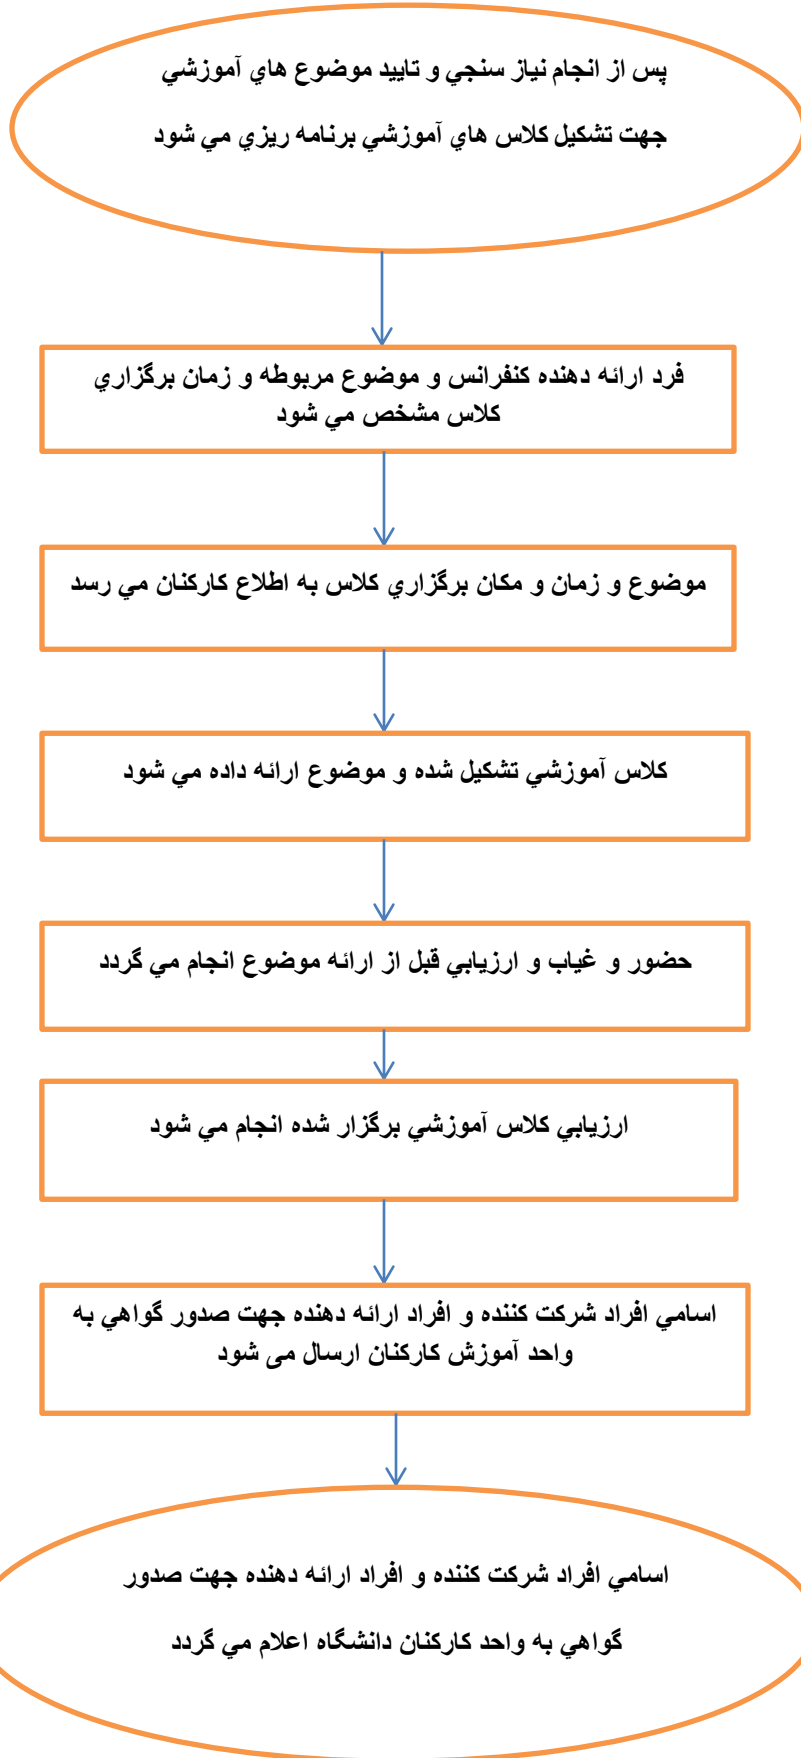 پس از انجام نياز سنجي و تاييد موضوع هاي آموزشي
جهت تشكيل كلاس هاي آموزشي برنامه ريزي مي شود
فرد ارائه دهنده كنفرانس و موضوع مربوطه و زمان برگزاري
كلاس مشخص مي شود
موضوع و زمان و مكان برگزاري كلاس به اطلاع كاركنان مي رسد
كلاس آموزشي تشكيل شده و موضوع ارائه داده مي شود
حضور و غياب و ارزيابي قبل از ارائه موضوع انجام مي گردد
ارزيابي كلاس آموزشي برگزار شده انجام مي شود
اسامي افراد شركت كننده و افراد ارائه دهنده جهت صدور گواهي به
واحد آموزش كاركنان ارسال می شود
اسامي افراد شركت كننده و افراد ارائه دهنده جهت صدور
گواهي به واحد كاركنان دانشگاه اعلام مي گردد